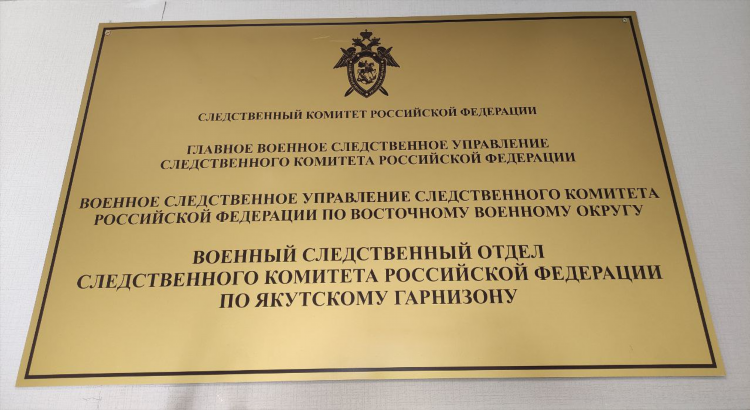 СЛЕДСТВЕННЫЙ КОМИТЕТ РОССИЙСКОЙ ФЕДЕРАЦИИ
ГЛАВНОЕ ВОЕННОЕ СЛЕДСТВЕННОЕ УПРАВЛЕНИЕ
СЛЕДСТВЕННОГО КОМИТЕТА РОССИЙСКОЙ ФЕДЕРАЦИИ
ВОЕННОЕ СЛЕДСТВЕННОЕ УПРАВЛЕНИЕ СЛЕДСТВЕННОГО КОМИТЕТА
РОССИЙСКОЙ ФЕДЕРАЦИИ ПО ВОСТОЧНОМУ ВОЕННОМУ ОКРУГУ
ВОЕННЫЙ СЛЕДСТВЕННЫЙ ОТДЕЛ
СЛЕДСТВЕННОГО КОМИТЕТА РОССИЙСКОЙ ФЕДЕРАЦИИ
ПО ЯКУТСКОМУ ГАРНИЗОНУ